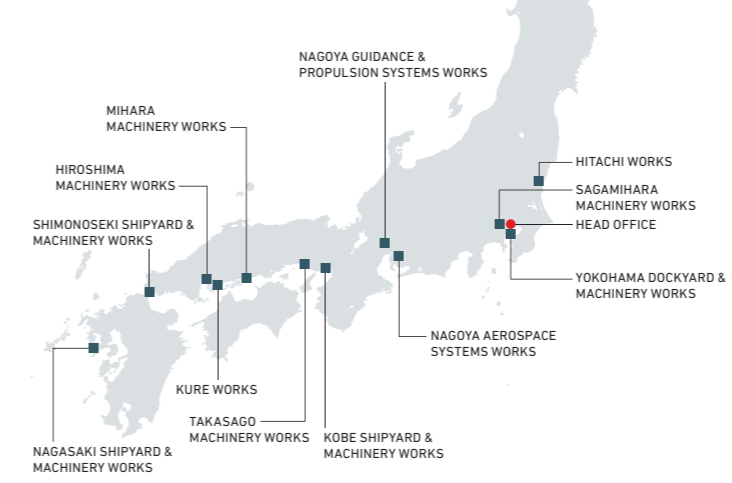 NAGOYA GUIDANCE &
PROPULSION SYSTEMS WORKS
MIHARA
MACHINERY WORKS
HIROSHIMA
MACHINERY WORKS
SHIMONOSEKI SHIPYARD &
MACHINERY WORKS
HITACHI WORKS
SAGAMIHARA
MACHINERY WORKS
HEAD OFFICE
YOKOHAMA DOCKYARD &
MACHINERY WORKS
NAGOYA AEROSPACE
SYSTEMS WORKS
KURE WORKS
TAKASAGO
MACHINERY WORKS
KOBE SHIPYARD &
MACHINERY WORKS
NAGASAKI SHIPYARD &
MACHINERY WORKS